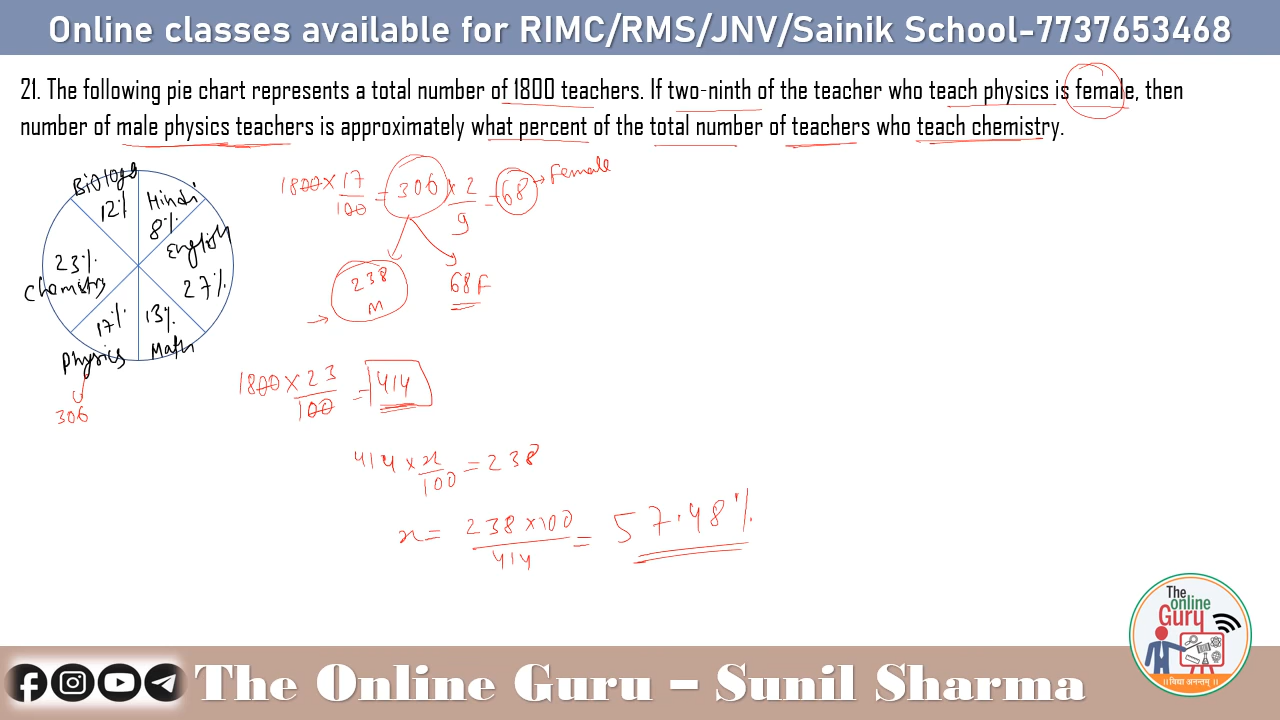 Online classes available for RIMC/RMS/JNV/Sainik School-7737653468
21. The following pie chart represents a total number of 1800 teachers. If two-ninth of the teacher who teach physics is female, then
number of male physics teachers is approximately what percent of the total number of teachers who teach chemistry.
Biology
12%
Hindi
8%
English
27%
23%
Chemistry
17%
Physics
13%
Math
306
1800 × 17/100 = 306 × 2/9 = 68 → Female
238
M
68 F
1800 × 23/100 = 414
414 × x/100 = 238
x = 238 × 100/414 = 57.48%
The
online
Guru
।। विद्या अनन्तम् ।।
The Online Guru – Sunil Sharma